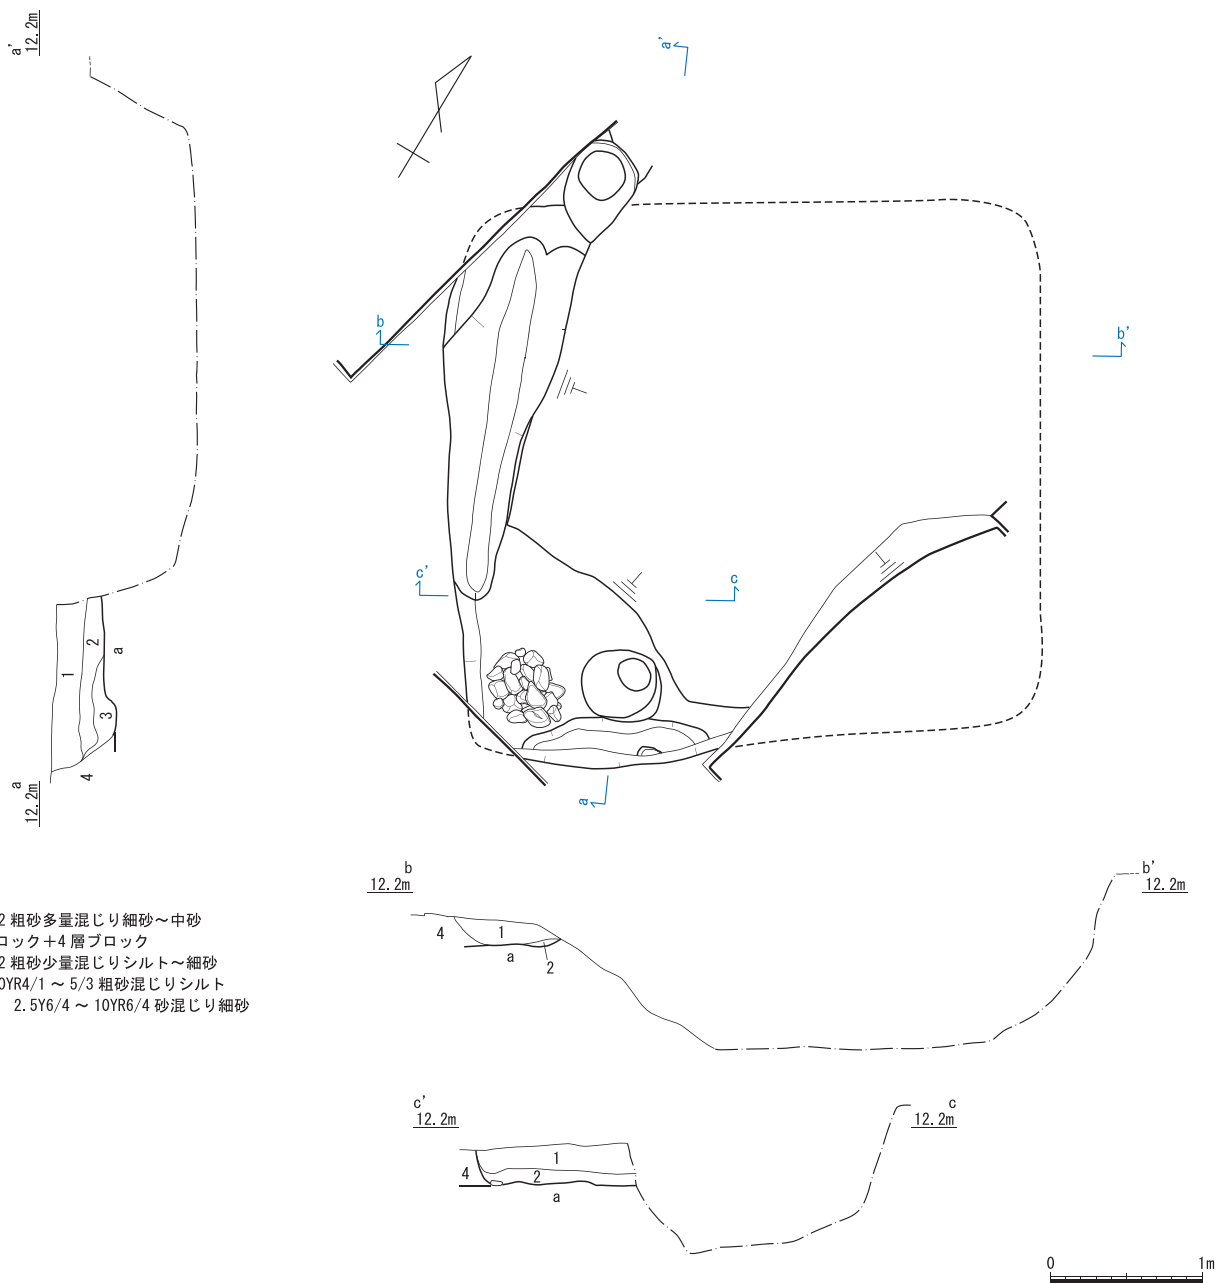 a'
12.2m
a'
b
b'
c'
c
a
1
2
a
3
4
a
12.2m
b
12.2m
b'
12.2m
4
1
a
2
2 粗砂多量混じり細砂～中砂
ロック＋4 層ブロック
2 粗砂少量混じりシルト～細砂
0YR4/1 ～ 5/3 粗砂混じりシルト
2.5Y6/4 ～ 10YR6/4 砂混じり細砂
c'
12.2m
c
12.2m
4
1
2
a
0
1m